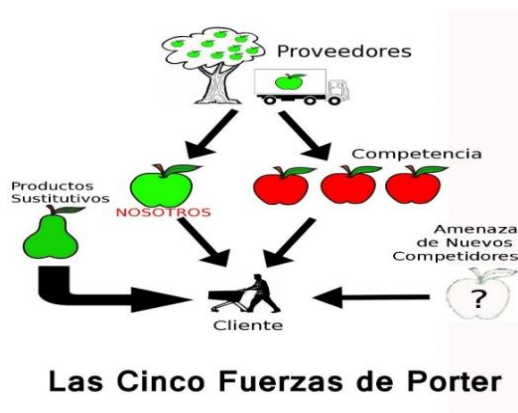 Proveedores
Competencia
Productos
Sustitutivos
NOSOTROS
Amenaza
de Nuevos
Competidores
?
Cliente
Las Cinco Fuerzas de Porter